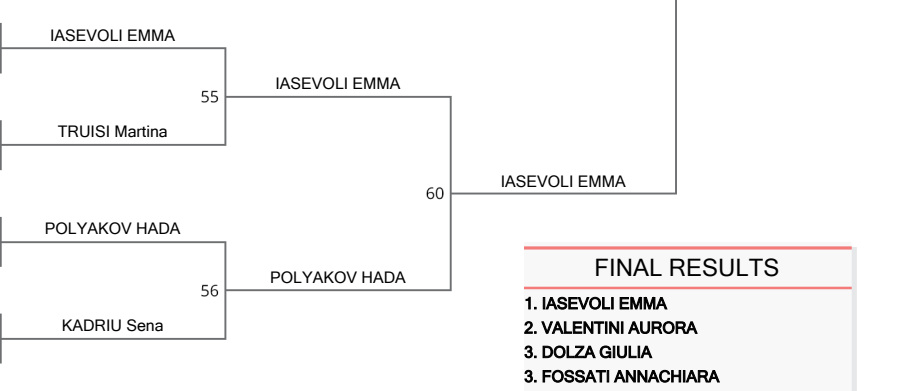 IASEVOLI EMMA
IASEVOLI EMMA
55
TRUISI Martina
IASEVOLI EMMA
60
POLYAKOV HADA
POLYAKOV HADA
56
KADRIU Sena
FINAL RESULTS
1. IASEVOLI EMMA
2. VALENTINI AURORA
3. DOLZA GIULIA
3. FOSSATI ANNACHIARA